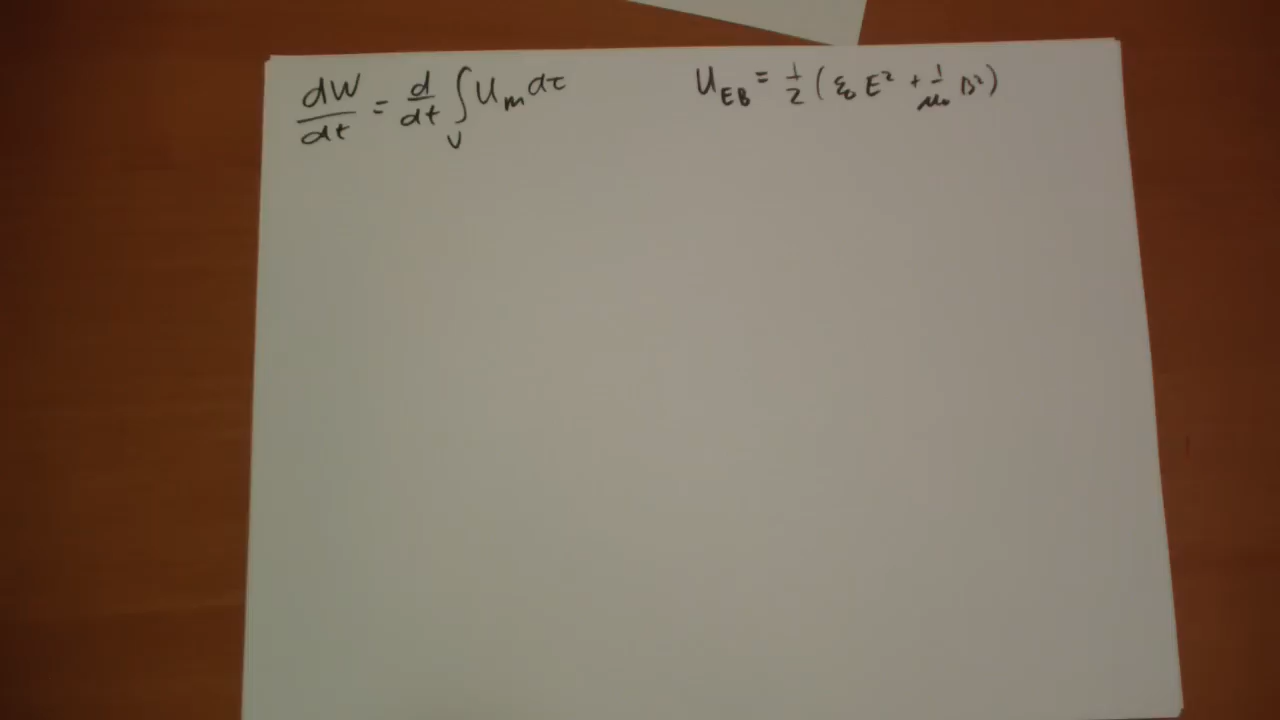 dW/dt = d/dt ∫_V U_m dτ
U_EB = 1/2 (ε₀ E² + 1/μ₀ B²)